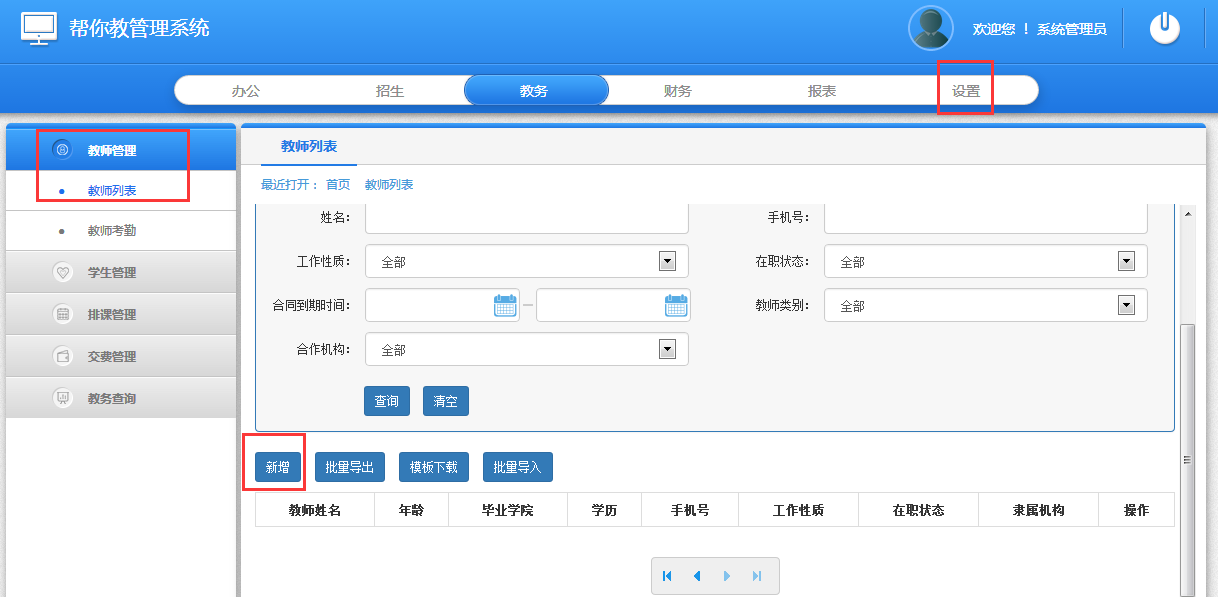 帮你教管理系统
欢迎您 ！ 系统管理员
办公 招生 教务 财务 报表 设置
教师管理
教师列表
教师考勤
学生管理
排课管理
交费管理
教务查询
教师列表
最近打开： 首页 教师列表
姓名： 手机号：
工作性质： 全部 在职状态： 全部
合同到期时间： — 教师类别： 全部
合作机构： 全部
查询 清空
新增 批量导出 模板下载 批量导入
教师姓名 年龄 毕业学院 学历 手机号 工作性质 在职状态 隶属机构 操作